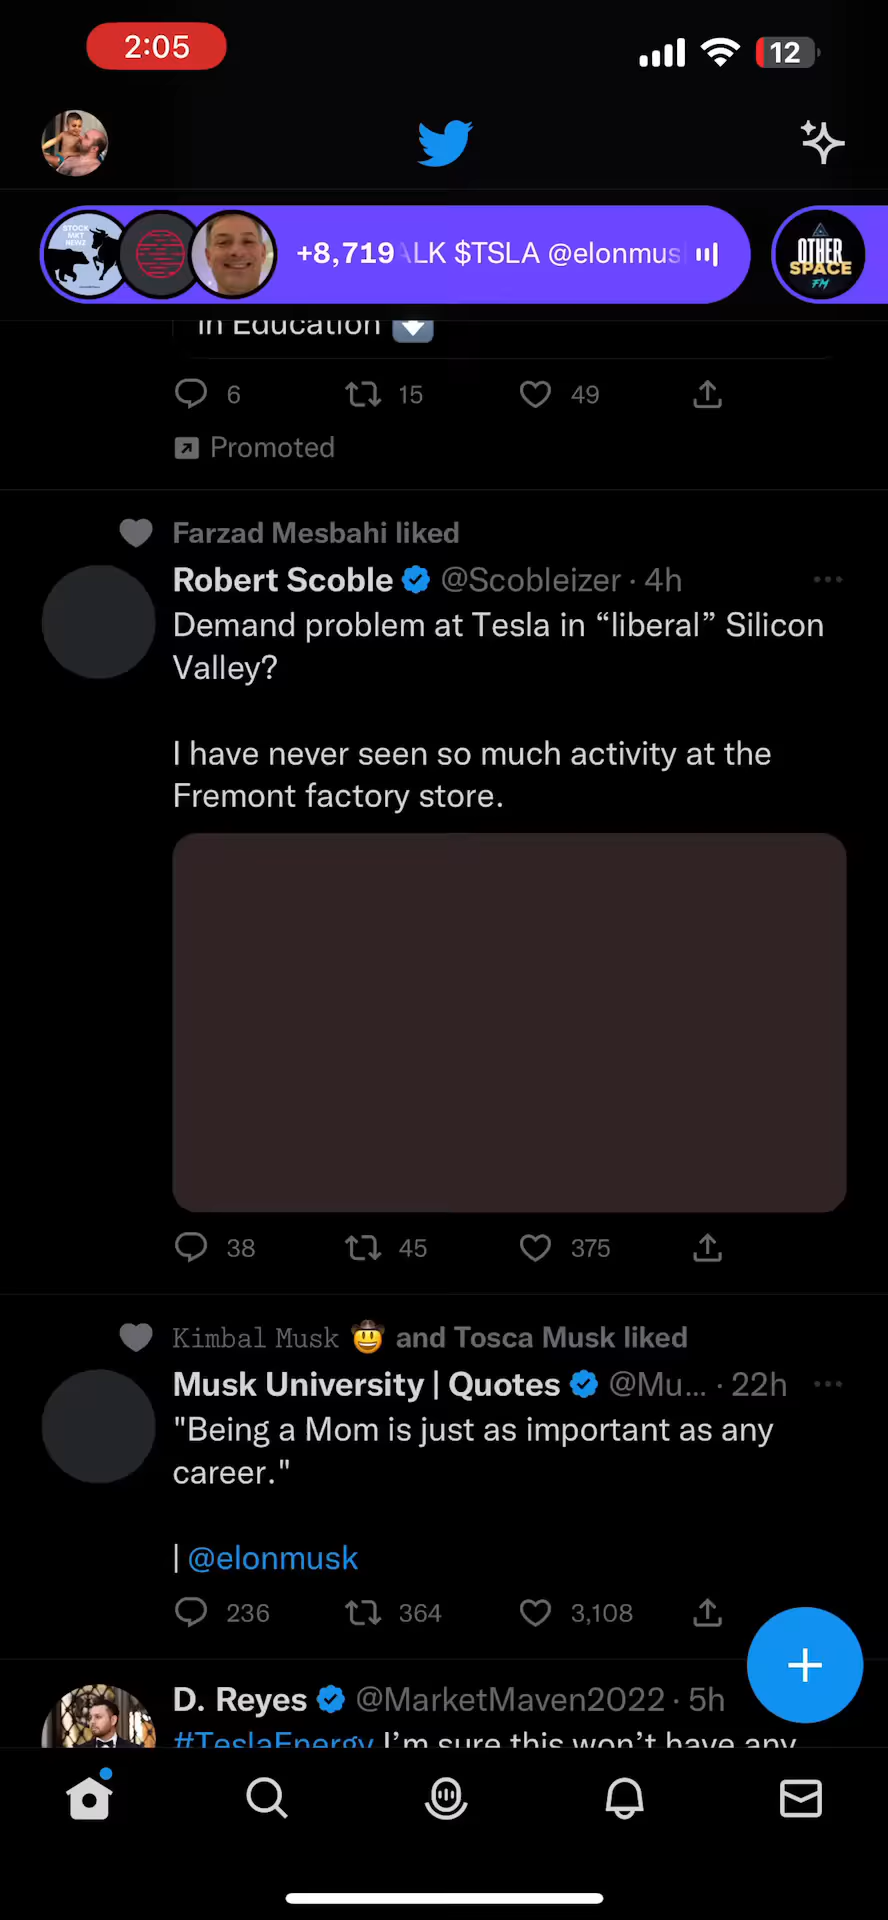 2:05
12
STOCK
MKT
NEWZ
+8,719 ALK $TSLA @elonmus
OTHER
SPACE
FM
in Education
6 15 49
Promoted
Farzad Mesbahi liked
Robert Scoble @Scobleizer · 4h
Demand problem at Tesla in “liberal” Silicon
Valley?
I have never seen so much activity at the
Fremont factory store.
38 45 375
Kimbal Musk 🤠 and Tosca Musk liked
Musk University | Quotes @Mu... · 22h
"Being a Mom is just as important as any
career."
| @elonmusk
236 364 3,108
D. Reyes @MarketMaven2022 · 5h
#TeslaEnergy I’m sure this won’t have any